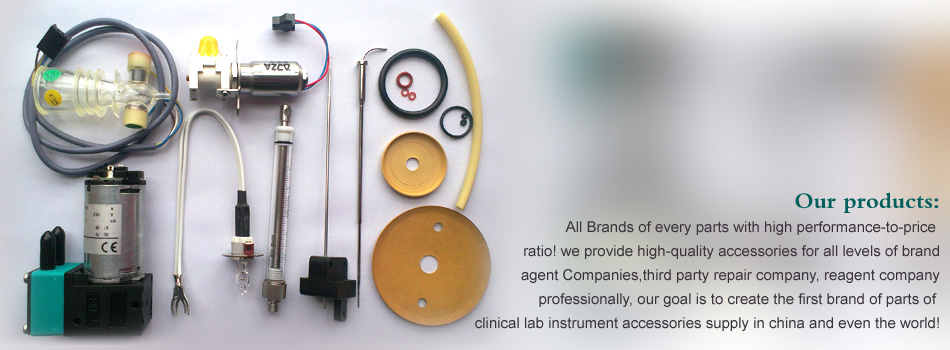 Our products:
All Brands of every parts with high performance-to-price
ratio! we provide high-quality accessories for all levels of brand
agent Companies,third party repair company, reagent company
professionally, our goal is to create the first brand of parts of
clinical lab instrument accessories supply in china and even the world!
CE